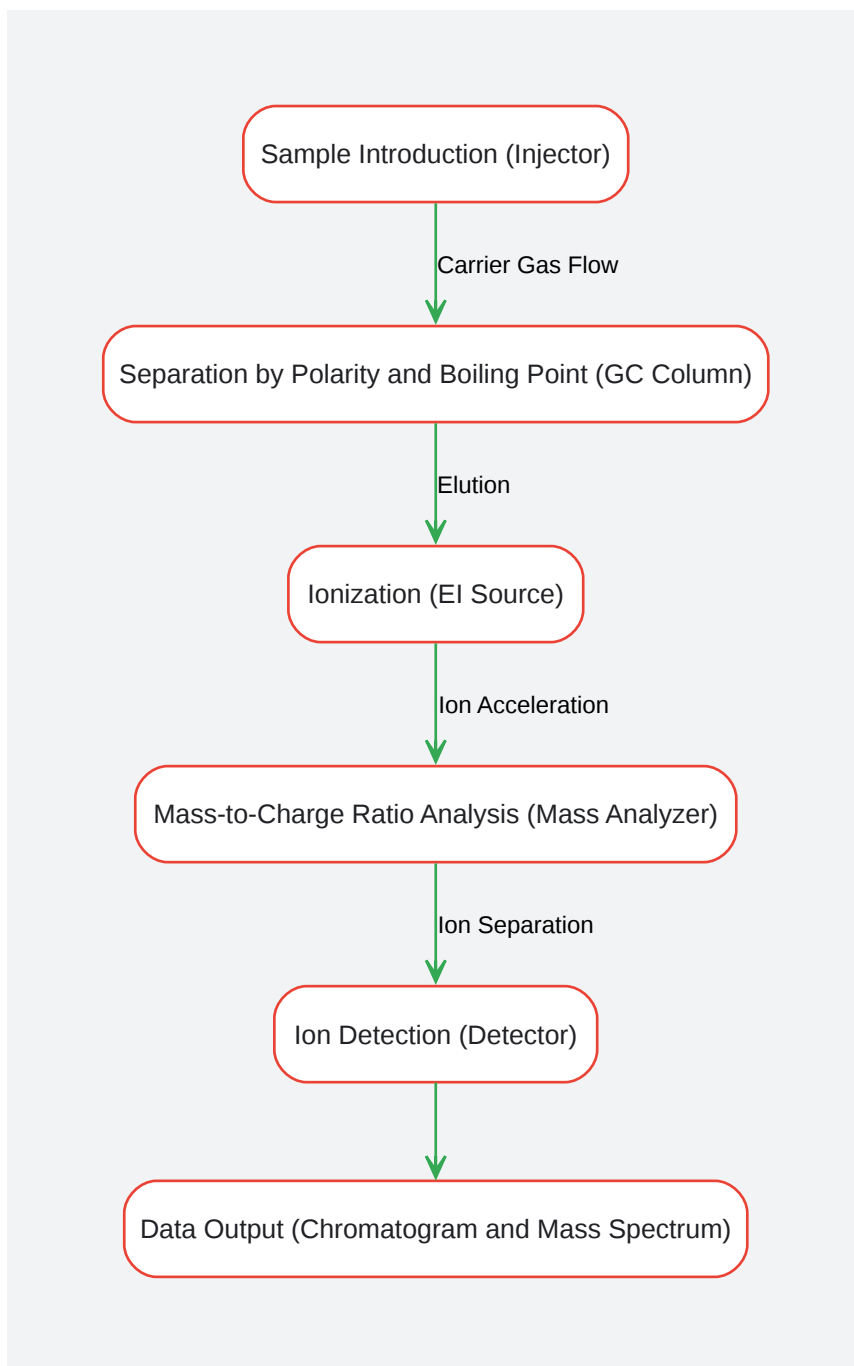 Sample Introduction (Injector)
Carrier Gas Flow
Separation by Polarity and Boiling Point (GC Column)
Elution
Ionization (EI Source)
Ion Acceleration
Mass-to-Charge Ratio Analysis (Mass Analyzer)
Ion Separation
Ion Detection (Detector)
Data Output (Chromatogram and Mass Spectrum)